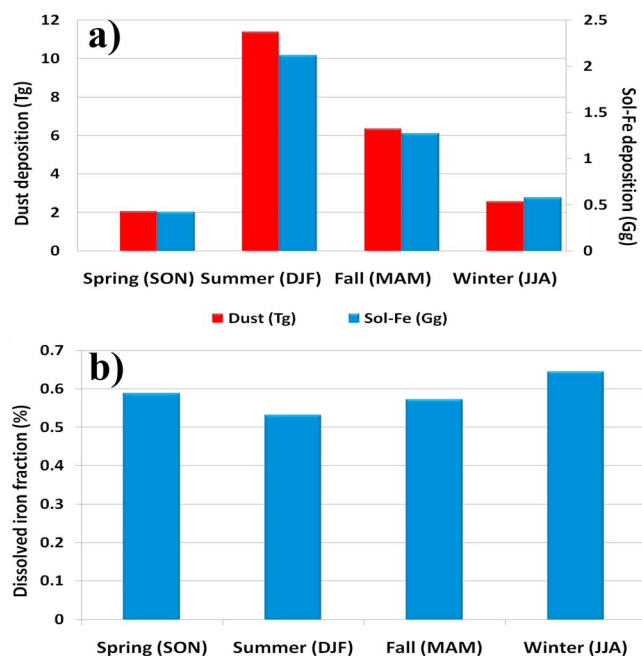 a)
12
10
8
6
4
2
0
Dust deposition (Tg)
2.5
2
1.5
1
0.5
0
Sol-Fe deposition (Gg)
Spring (SON) Summer (DJF) Fall (MAM) Winter (JJA)
Dust (Tg) Sol-Fe (Gg)
b)
0.7
0.6
0.5
0.4
0.3
0.2
0.1
0
Dissolved iron fraction (%)
Spring (SON) Summer (DJF) Fall (MAM) Winter (JJA)